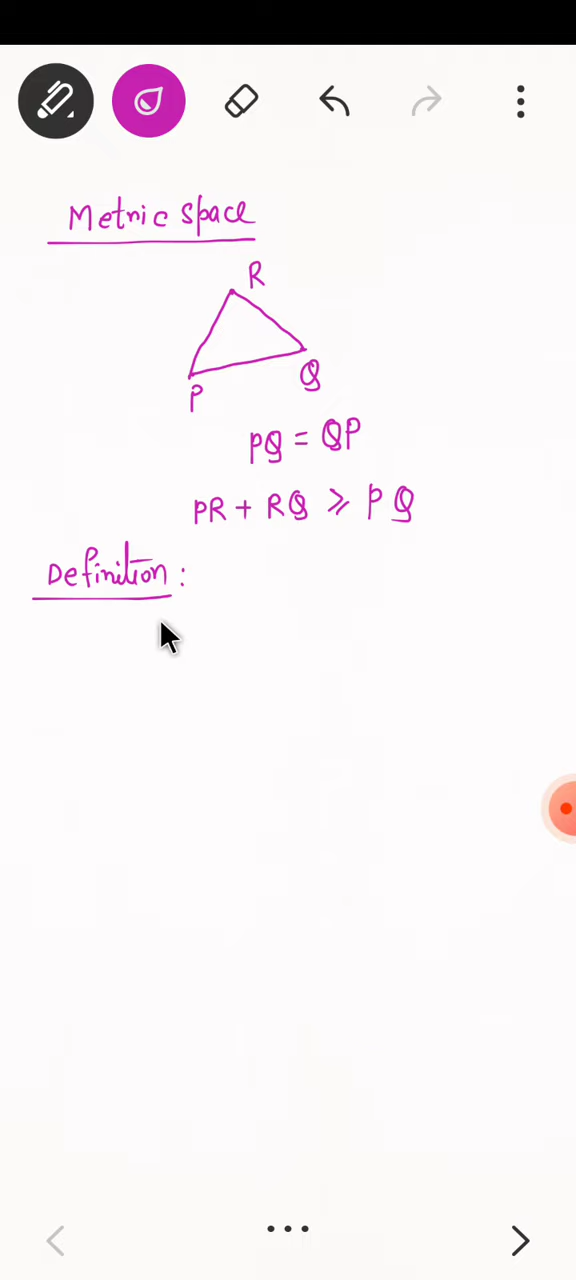 Metric space
R
P
Q
PQ = QP
PR + RQ ≥ PQ
Definition :